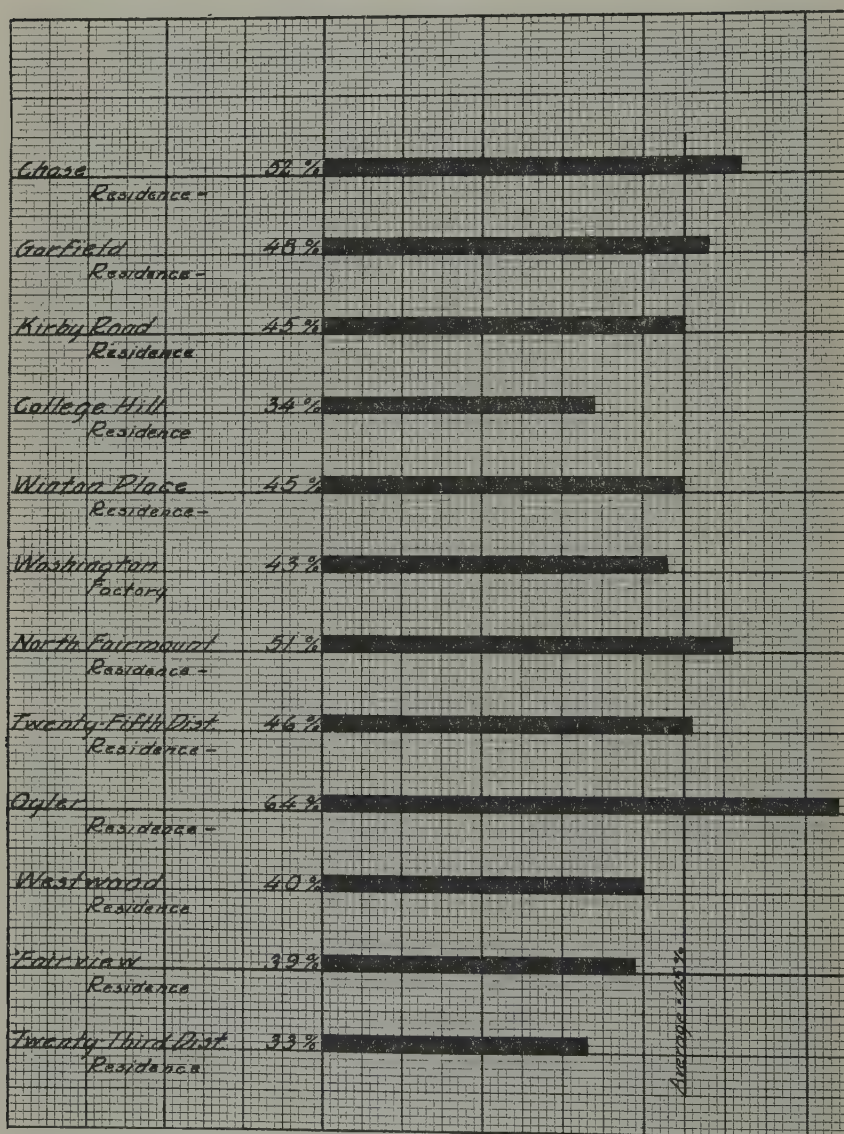 Chase 52%
Residence -
Garfield 48%
Residence -
Kirby Road 45%
Residence
College Hill 34%
Residence
Winton Place 45%
Residence -
Washington 43%
Factory
North Fairmount 51%
Residence -
Twenty-Fifth Dist. 46%
Residence -
Oyler 64%
Residence -
Westwood 40%
Residence
Fairview 39%
Residence
Twenty Third Dist. 33%
Residence
Average - 45%